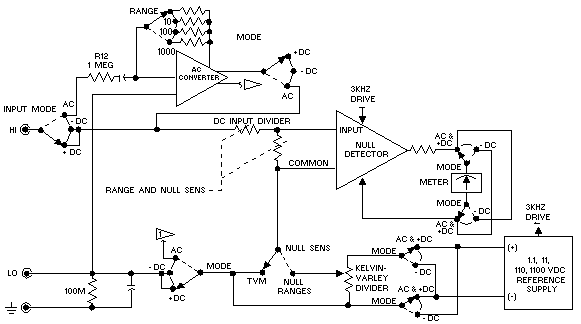 RANGE
10
100
1000
MODE
+ DC
- DC
AC
R12
1 MEG
AC
CONVERTER
INPUT MODE
AC
- DC
+ DC
HI
DC INPUT DIVIDER
3KHZ
DRIVE
INPUT
NULL
DETECTOR
COMMON
RANGE AND NULL SENS
AC &
+DC
- DC
MODE
METER
MODE
- DC
AC &
+DC
3KHZ
DRIVE
1.1, 11,
110, 1100 VDC
REFERENCE
SUPPLY
(+)
(-)
AC
- DC
+DC
MODE
LO
100M
NULL SENS
TVM
NULL
RANGES
KELVIN-
VARLEY
DIVIDER
MODE
AC & +DC
- DC
AC & +DC
- DC
MODE